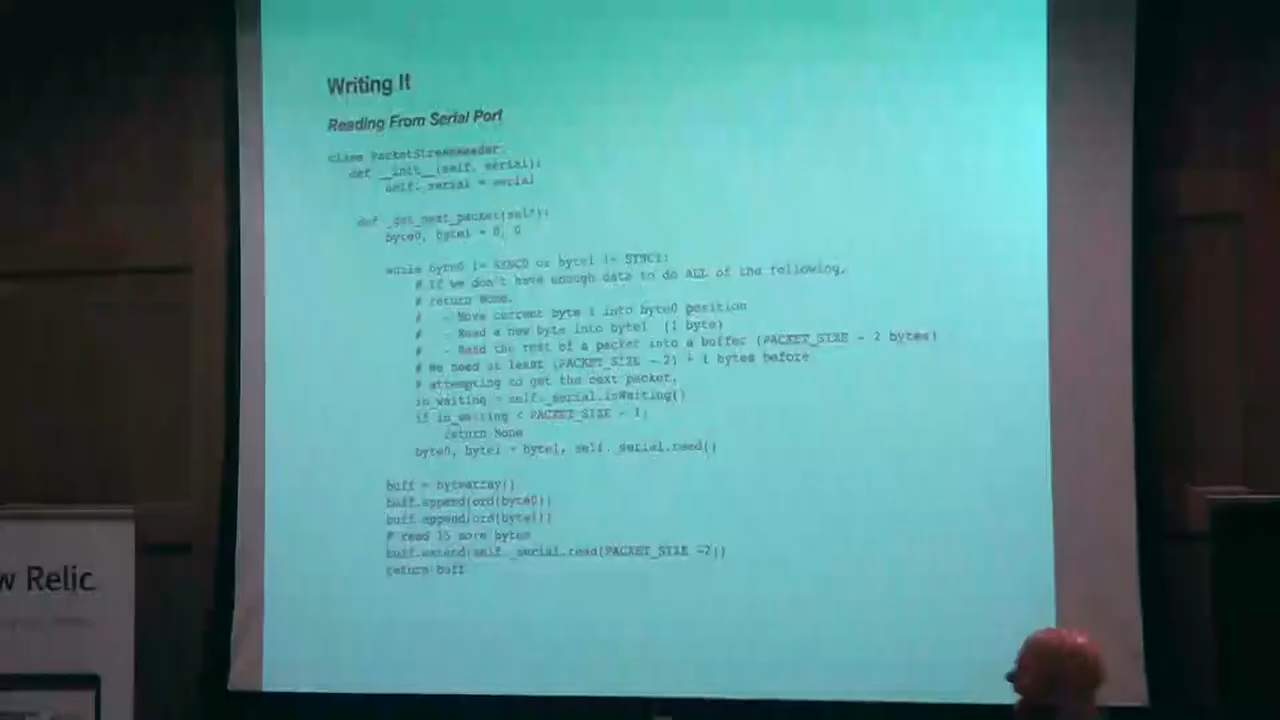 Writing It
Reading From Serial Port
class PacketStreamReader
def __init__(self, serial):
self._serial = serial
def _get_next_packet(self):
byte0, byte1 = 0, 0
while byte0 != SYNC0 or byte1 != SYNC1:
# If we don't have enough data to do ALL of the following,
# return None.
# - Move current byte 1 into byte0 position
# - Read a new byte into byte1 (1 byte)
# - Read the rest of a packet into a buffer (PACKET_SIZE - 2 bytes)
# We need at least (PACKET_SIZE - 2) + 1 bytes before
# attempting to get the next packet.
in_waiting = self._serial.inWaiting()
if in_waiting < PACKET_SIZE - 1:
return None
byte0, byte1 = byte1, self._serial.read()
buff = bytearray()
buff.append(ord(byte0))
buff.append(ord(byte1))
# read 15 more bytes
buff.extend(self._serial.read(PACKET_SIZE -2))
return buff
w Relic